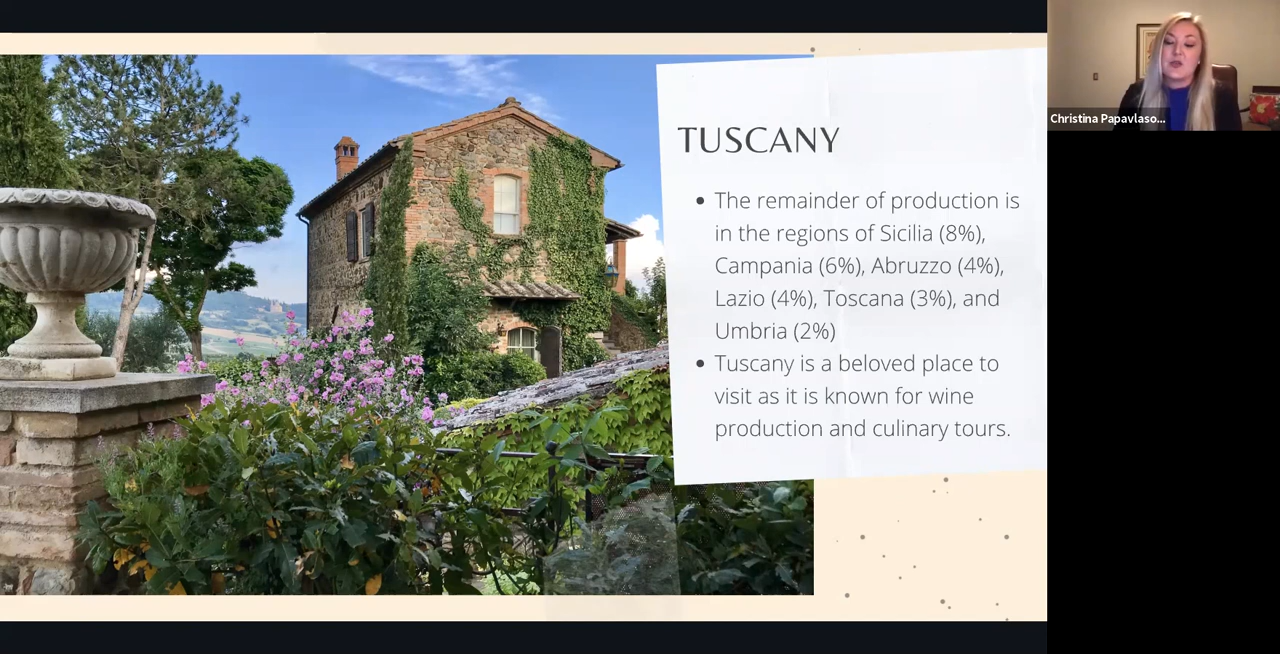 TUSCANY
• The remainder of production is
in the regions of Sicilia (8%),
Campania (6%), Abruzzo (4%),
Lazio (4%), Toscana (3%), and
Umbria (2%)
• Tuscany is a beloved place to
visit as it is known for wine
production and culinary tours.
Christina Papavlaso...